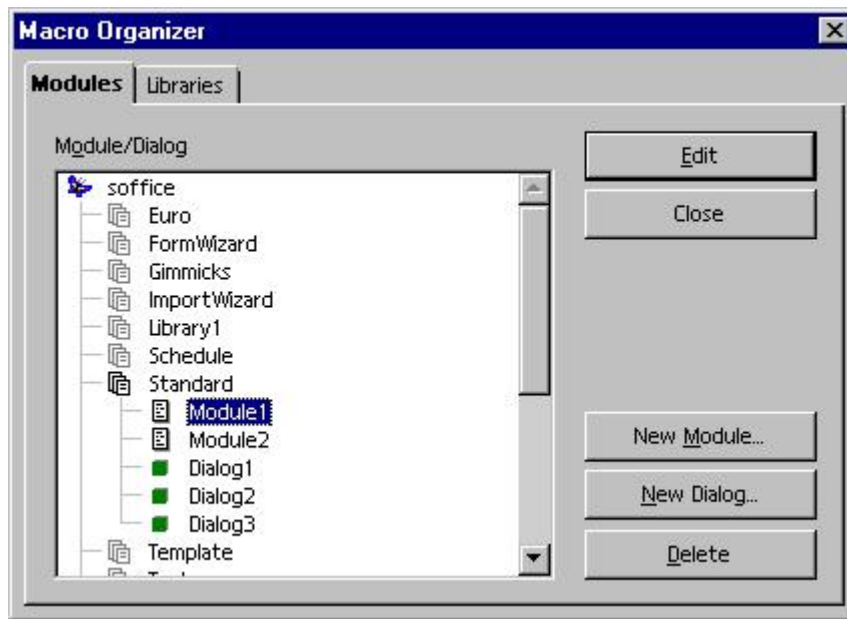 Macro Organizer
Modules Libraries
Module/Dialog
soffice
Euro
FormWizard
Gimmicks
ImportWizard
Library1
Schedule
Standard
Module1
Module2
Dialog1
Dialog2
Dialog3
Template
Edit
Close
New Module...
New Dialog...
Delete